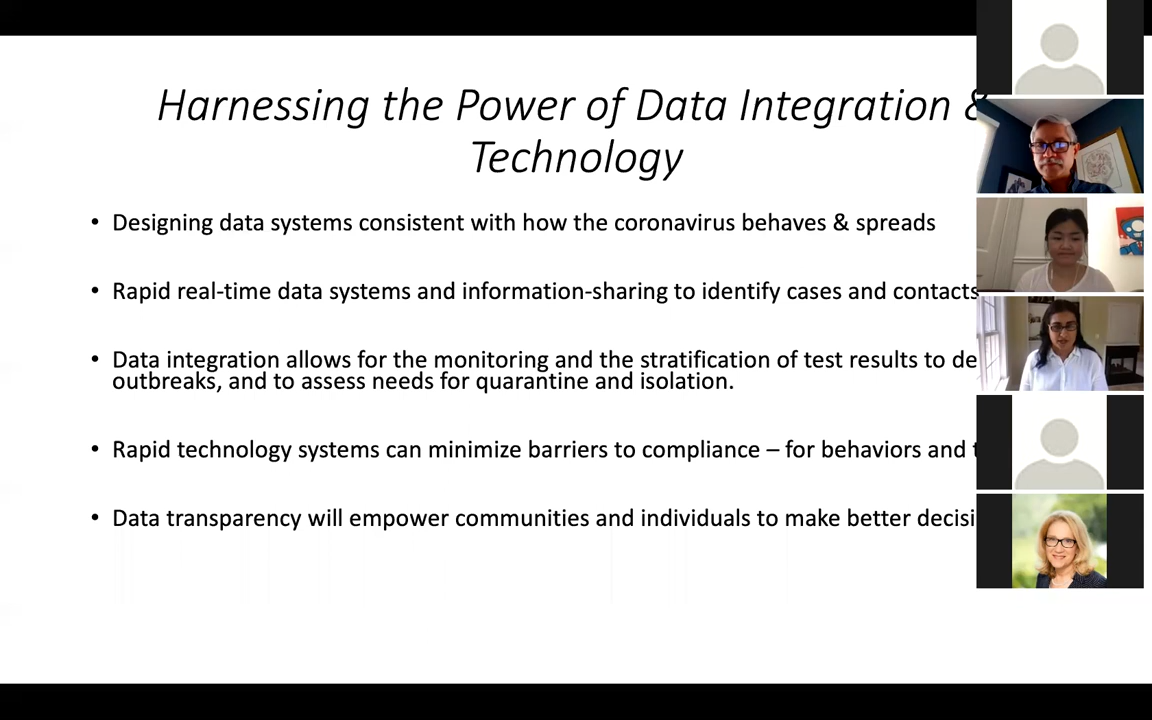 Harnessing the Power of Data Integration &
Technology
• Designing data systems consistent with how the coronavirus behaves & spreads
• Rapid real-time data systems and information-sharing to identify cases and contacts
• Data integration allows for the monitoring and the stratification of test results to
outbreaks, and to assess needs for quarantine and isolation.
• Rapid technology systems can minimize barriers to compliance – for behaviors and
• Data transparency will empower communities and individuals to make better